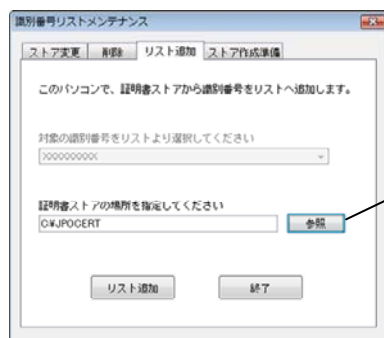 識別番号リストメンテナンス
ストア変更 削除 リスト追加 ストア作成準備
このパソコンで、証明書ストアから識別番号をリストへ追加します。
対象の識別番号をリストより選択してください
XXXXXXXXX
証明書ストアの場所を指定してください
C¥JPOCERT 参照
リスト追加 終了